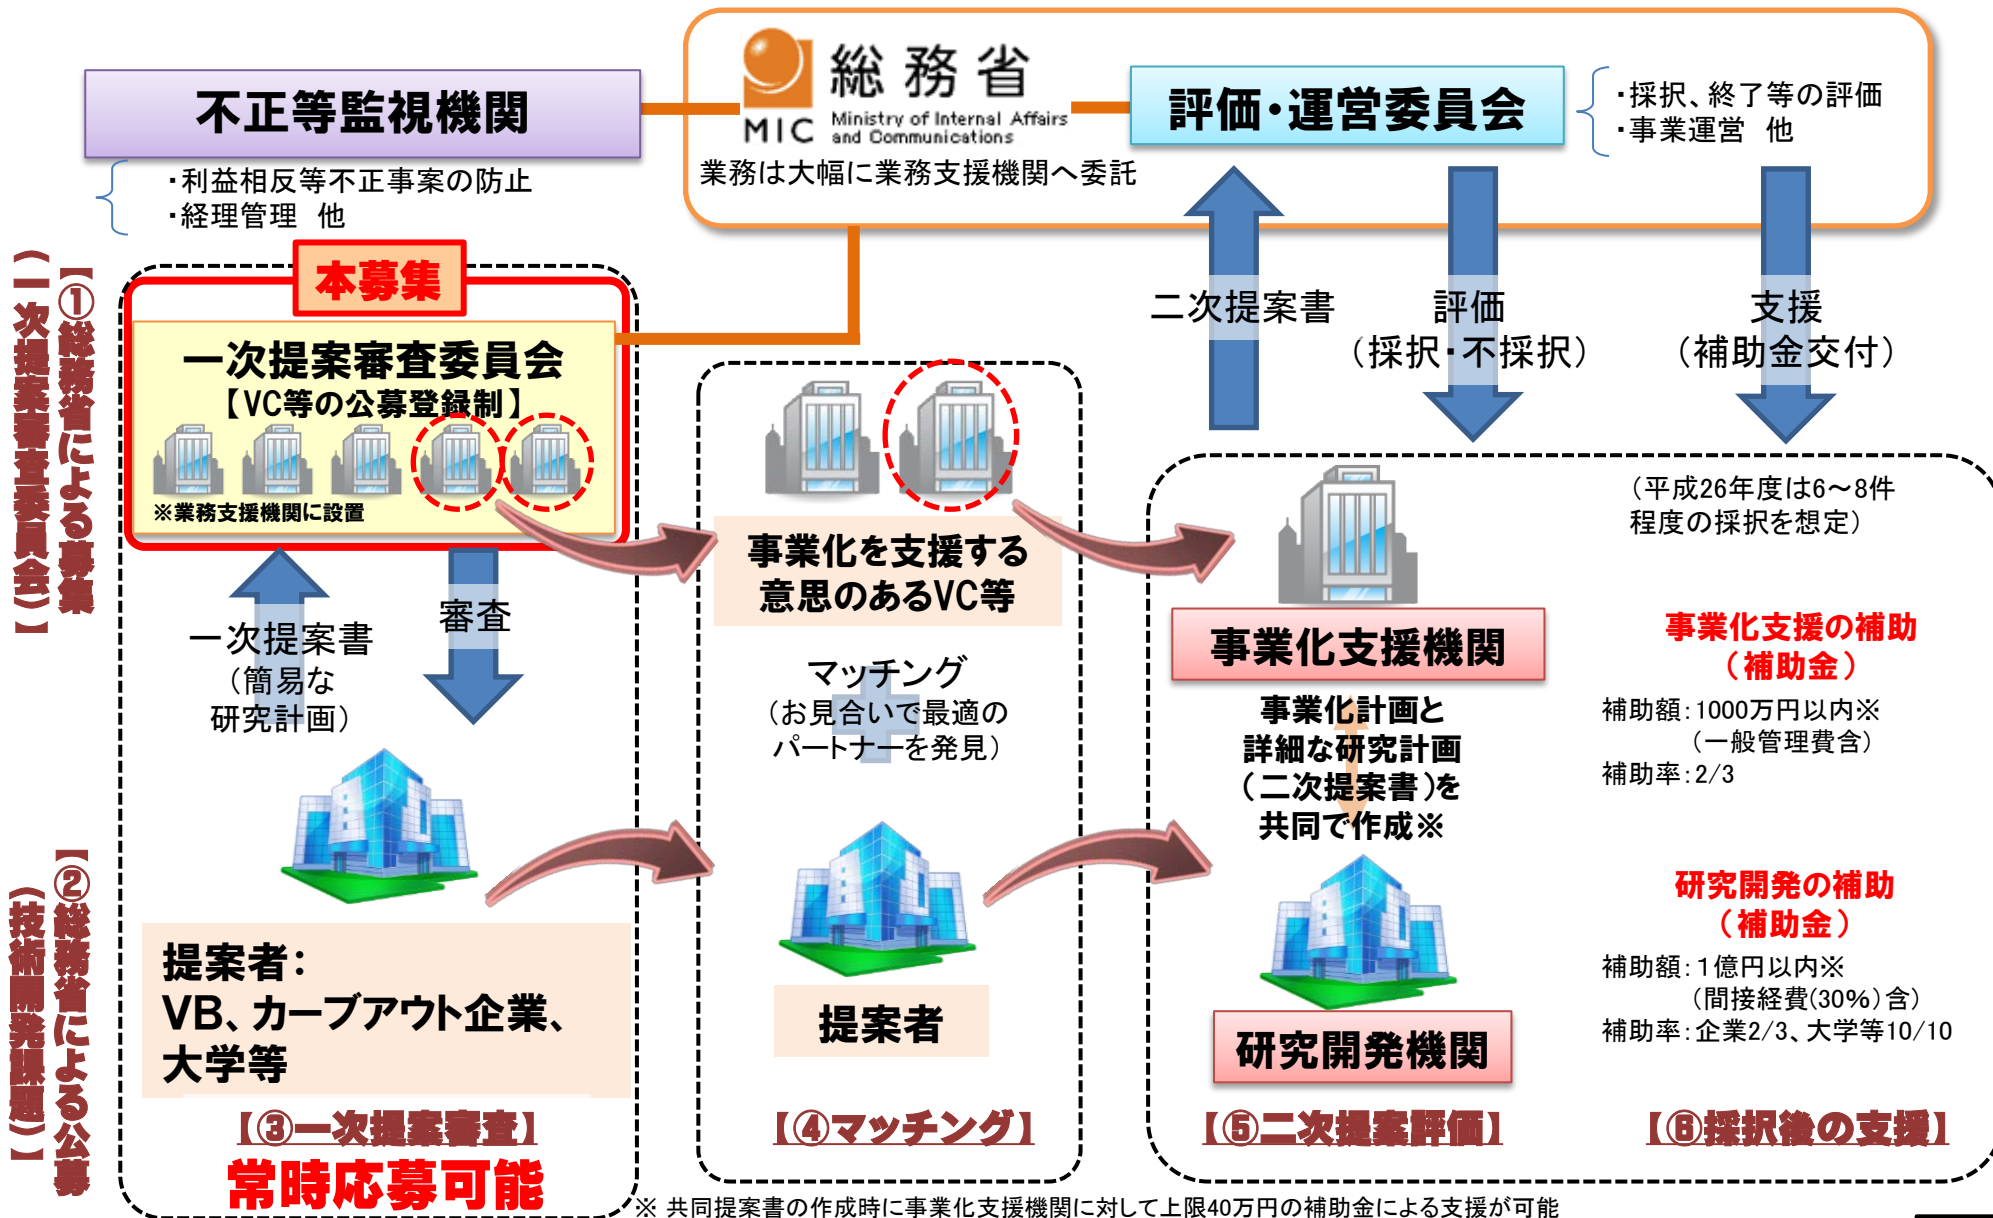 不正等監視機関
・利益相反等不正事案の防止
・経理管理 他
総務省
MIC
Ministry of Internal Affairs
and Communications
業務は大幅に業務支援機関へ委託
評価・運営委員会
・採択、終了等の評価
・事業運営 他
【①総務省による募集
(一次提案審査委員会)】
【②総務省による公募
(技術開発課題)】
本募集
一次提案審査委員会
【VC等の公募登録制】
※業務支援機関に設置
一次提案書
(簡易な
研究計画)
審査
提案者:
VB、カーブアウト企業、
大学等
【③一次提案審査】
常時応募可能
事業化を支援する
意思のあるVC等
マッチング
(お見合いで最適の
パートナーを発見)
提案者
【④マッチング】
二次提案書
評価
(採択・不採択)
支援
(補助金交付)
事業化支援機関
事業化計画と
詳細な研究計画
(二次提案書)を
共同で作成※
研究開発機関
【⑤二次提案評価】
(平成26年度は6～8件
程度の採択を想定)
事業化支援の補助
(補助金)
補助額:1000万円以内※
(一般管理費含)
補助率:2/3
研究開発の補助
(補助金)
補助額:1億円以内※
(間接経費(30%)含)
補助率:企業2/3、大学等10/10
【⑥採択後の支援】
※ 共同提案書の作成時に事業化支援機関に対して上限40万円の補助金による支援が可能